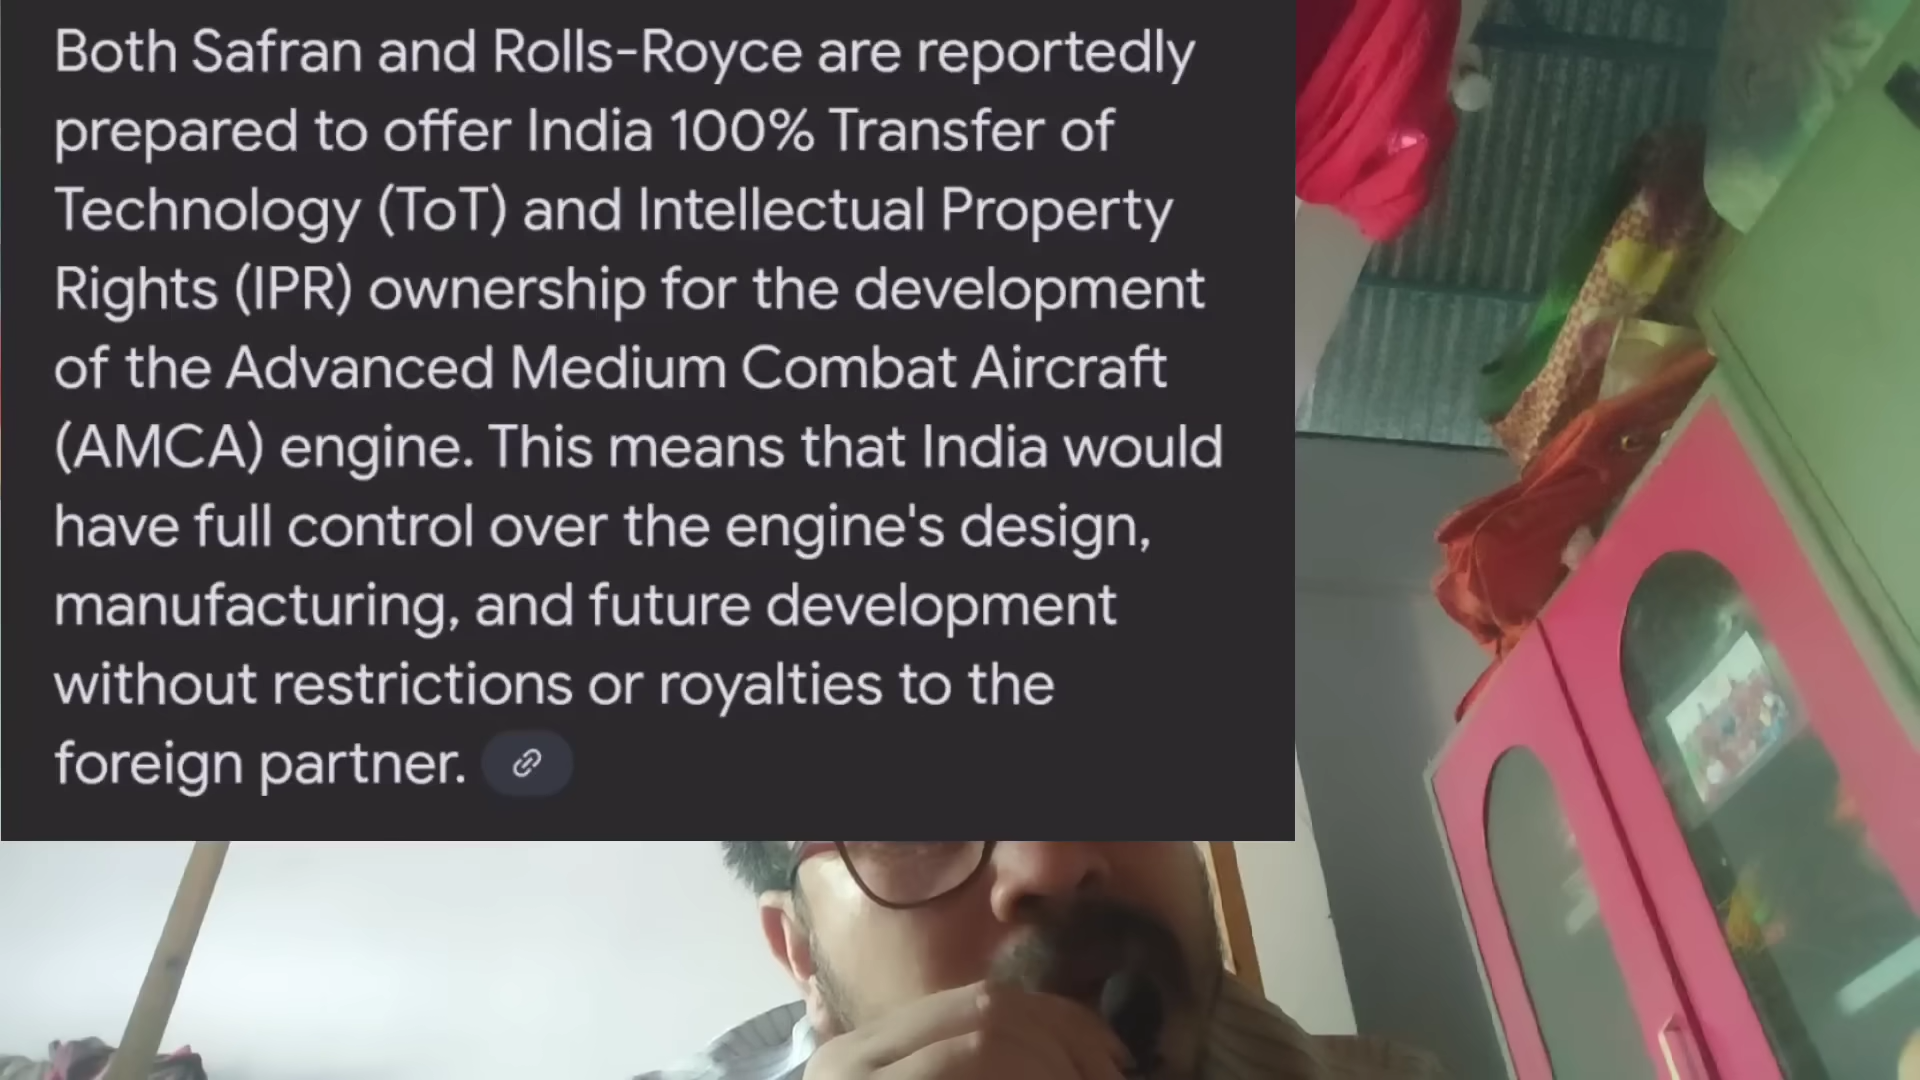 Both Safran and Rolls-Royce are reportedly
prepared to offer India 100% Transfer of
Technology (ToT) and Intellectual Property
Rights (IPR) ownership for the development
of the Advanced Medium Combat Aircraft
(AMCA) engine. This means that India would
have full control over the engine's design,
manufacturing, and future development
without restrictions or royalties to the
foreign partner.